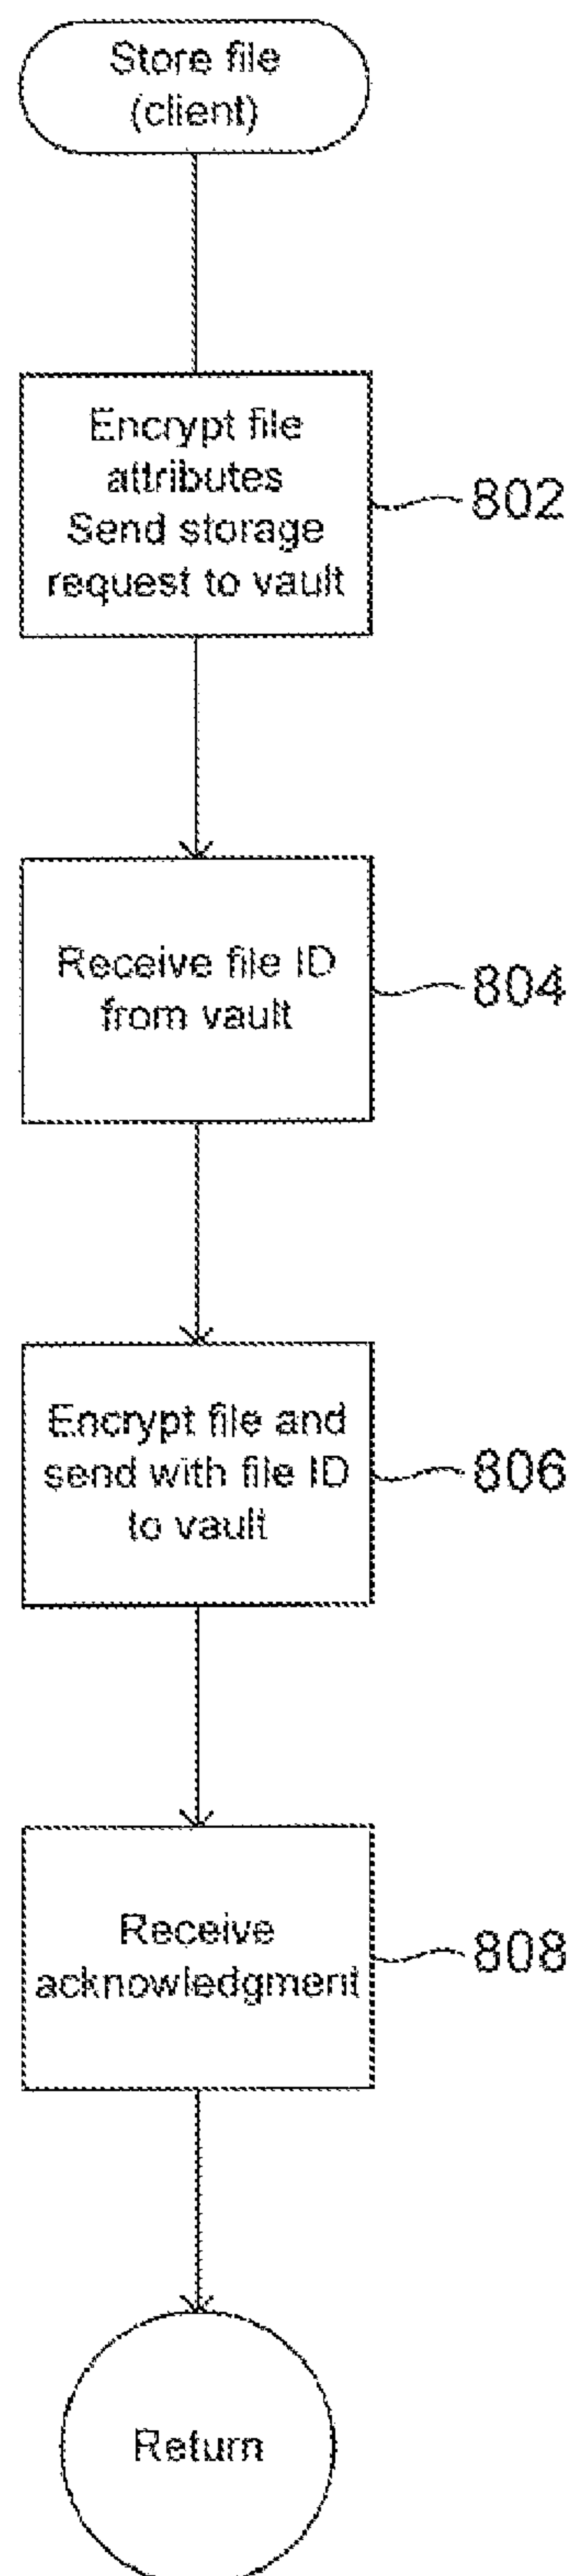 Store file
(client)
Encrypt file
attributes
Send storage
request to vault
802
Receive file ID
from vault
804
Encrypt file and
send with file ID
to vault
806
Receive
acknowledgment
808
Return